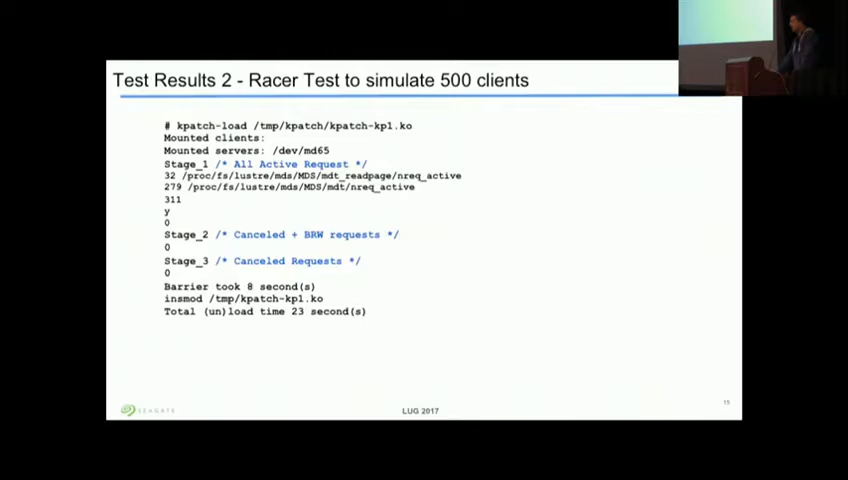 Test Results 2 - Racer Test to simulate 500 clients
# kpatch-load /tmp/kpatch/kpatch-kp1.ko
Mounted clients:
Mounted servers: /dev/md65
Stage_1 /* All Active Request */
32 /proc/fs/lustre/mds/MDS/mdt_readpage/nreq_active
279 /proc/fs/lustre/mds/MDS/mdt/nreq_active
311
y
0
Stage_2 /* Canceled + BRW requests */
0
Stage_3 /* Canceled Requests */
0
Barrier took 8 second(s)
insmod /tmp/kpatch-kp1.ko
Total (un)load time 23 second(s)
SEAGATE
LUG 2017
15